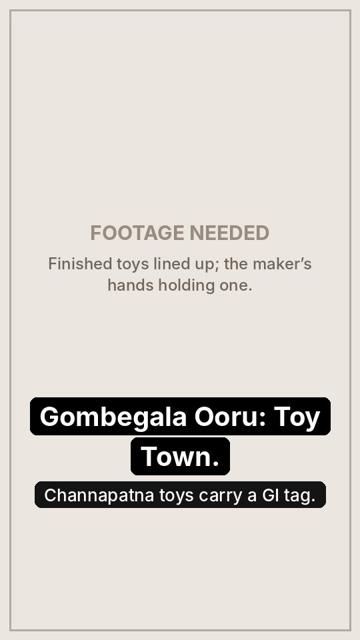 FOOTAGE NEEDED
Finished toys lined up; the maker’s
hands holding one.
Gombegala Ooru: Toy
Town.
Channapatna toys carry a GI tag.